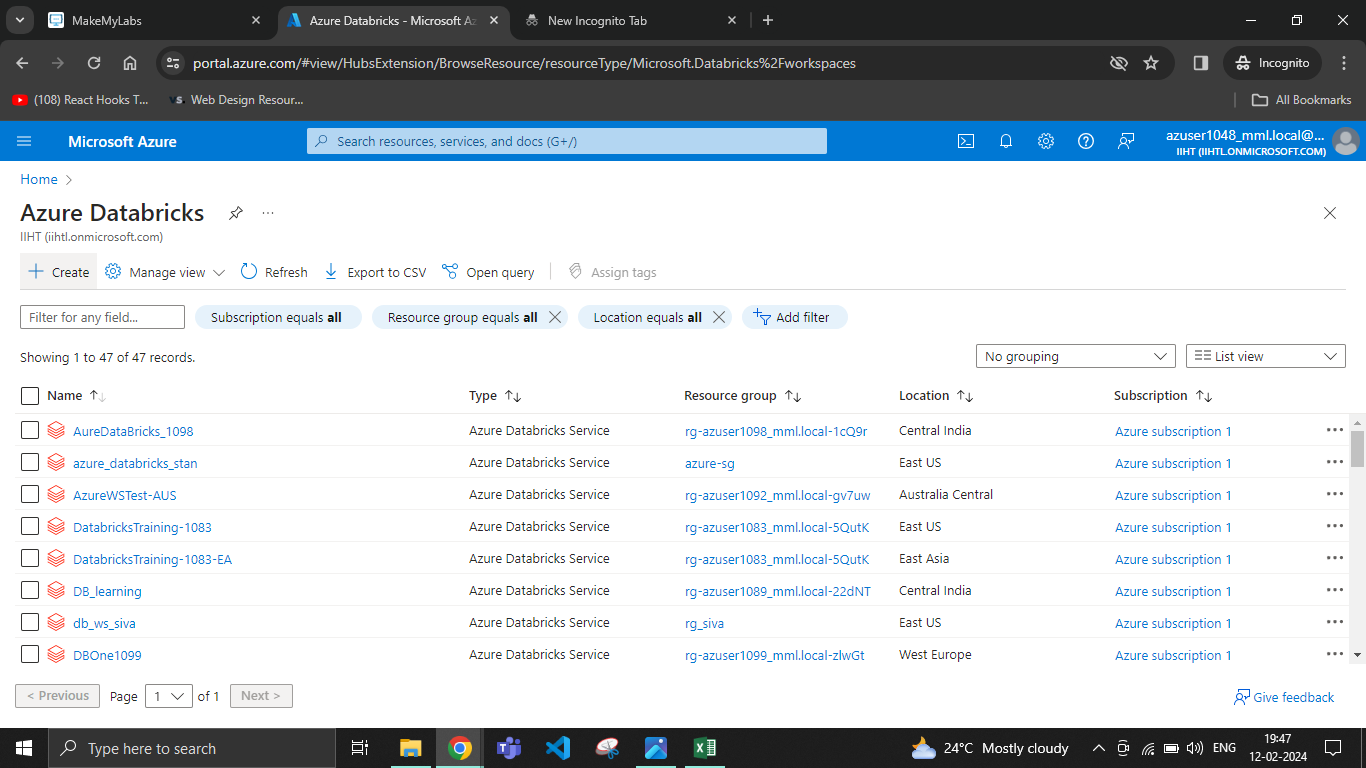 MakeMyLabs
Azure Databricks - Microsoft Az
New Incognito Tab
portal.azure.com/#view/HubsExtension/BrowseResource/resourceType/Microsoft.Databricks%2Fworkspaces
Incognito
(108) React Hooks T...
VS.
Web Design Resour...
All Bookmarks
Microsoft Azure
Search resources, services, and docs (G+/)
azuser1048_mml.local@...
IIHT (IIHTL.ONMICROSOFT.COM)
Home
Azure Databricks
IIHT (iihtl.onmicrosoft.com)
Create
Manage view
Refresh
Export to CSV
Open query
Assign tags
Filter for any field...
Subscription equals all
Resource group equals all
Location equals all
Add filter
Showing 1 to 47 of 47 records.
No grouping
List view
Name Type Resource group Location Subscription
AureDataBricks_1098 Azure Databricks Service rg-azuser1098_mml.local-1cQ9r Central India Azure subscription 1
azure_databricks_stan Azure Databricks Service azure-sg East US Azure subscription 1
AzureWSTest-AUS Azure Databricks Service rg-azuser1092_mml.local-gv7uw Australia Central Azure subscription 1
DatabricksTraining-1083 Azure Databricks Service rg-azuser1083_mml.local-5QutK East US Azure subscription 1
DatabricksTraining-1083-EA Azure Databricks Service rg-azuser1083_mml.local-5QutK East Asia Azure subscription 1
DB_learning Azure Databricks Service rg-azuser1089_mml.local-22dNT Central India Azure subscription 1
db_ws_siva Azure Databricks Service rg_siva East US Azure subscription 1
DBOne1099 Azure Databricks Service rg-azuser1099_mml.local-zlwGt West Europe Azure subscription 1
< Previous Page 1 of 1 Next >
Give feedback
Type here to search
24°C Mostly cloudy
ENG
19:47
12-02-2024